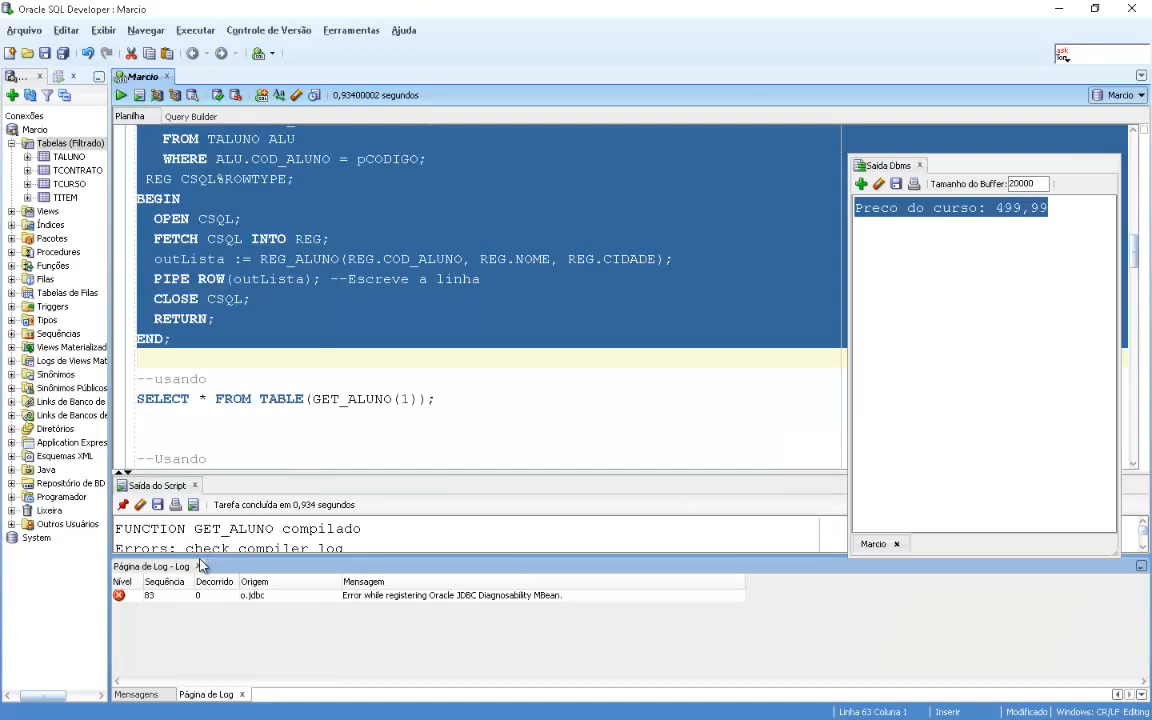 Oracle SQL Developer : Marcio
Arquivo Editar Exibir Navegar Executar Controle de Versão Ferramentas Ajuda
ask
Tom
... x x
Marcio x
0,93400002 segundos
Marcio
Planilha Query Builder
Conexões
Marcio
Tabelas (Filtrado)
TALUNO
TCONTRATO
TCURSO
TITEM
Views
Índices
Pacotes
Procedures
Funções
Filas
Tabelas de Filas
Triggers
Tipos
Sequências
Views Materializad
Logs de Views Mat
Sinônimos
Sinônimos Públicos
Links de Banco de
Links de Bancos de
Diretórios
Application Expres
Esquemas XML
Java
Repositório de BD
Programador
Lixeira
Outros Usuários
System
FROM TALUNO ALU
WHERE ALU.COD_ALUNO = pCODIGO;
REG CSQL%ROWTYPE;
BEGIN
OPEN CSQL;
FETCH CSQL INTO REG;
outLista := REG_ALUNO(REG.COD_ALUNO, REG.NOME, REG.CIDADE);
PIPE ROW(outLista); --Escreve a linha
CLOSE CSQL;
RETURN;
END;
--usando
SELECT * FROM TABLE(GET_ALUNO(1));
--Usando
Saída Dbms x
Tamanho do Buffer: 20000
Preco do curso: 499,99
Marcio x
Saída do Script x
Tarefa concluída em 0,934 segundos
FUNCTION GET_ALUNO compilado
Errors: check compiler log
Página de Log - Log x
Nível Sequência Decorrido Origem Mensagem
83 0 o.jdbc Error while registering Oracle JDBC Diagnosability MBean.
Mensagens Página de Log x
Linha 63 Coluna 1 Inserir Modificado Windows: CR/LF Editing